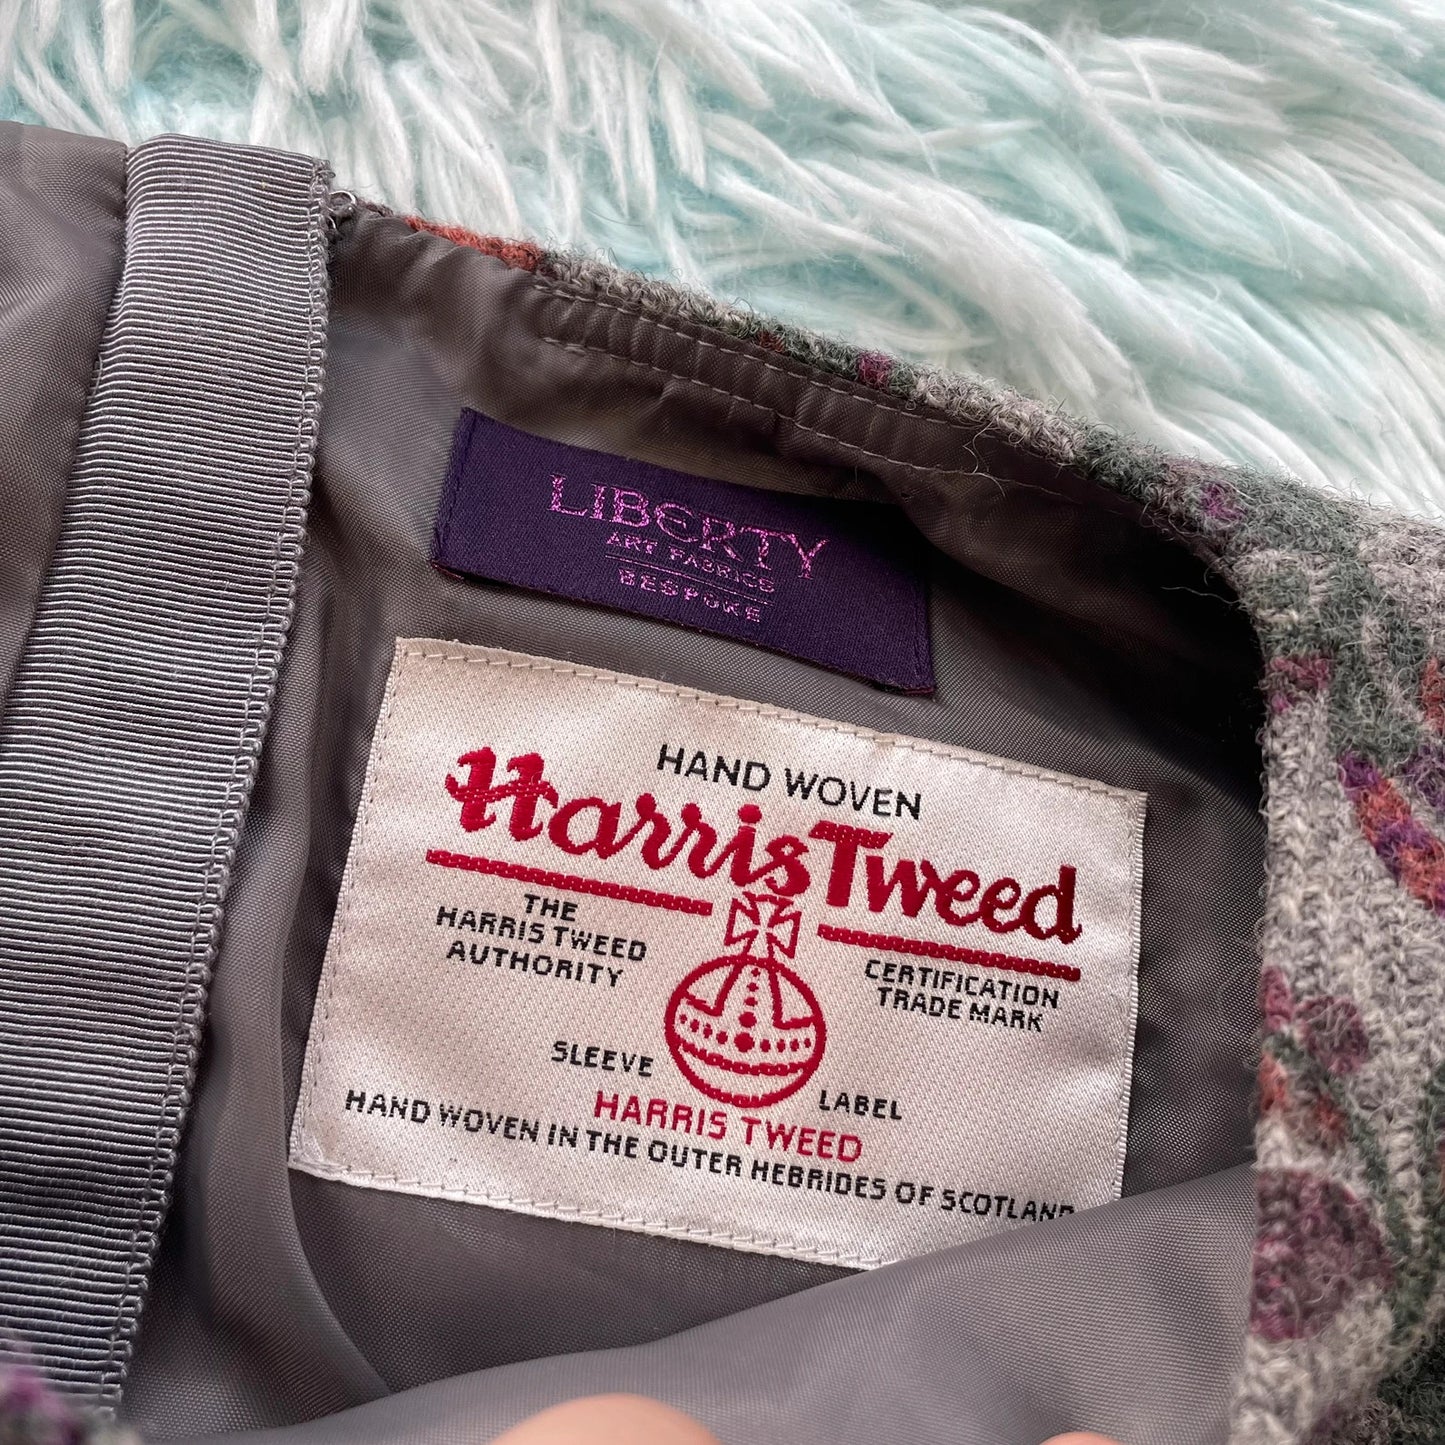 LIBERTY
ART FABRICS
BESPOKE
HAND WOVEN
Harris Tweed
THE
HARRIS TWEED
AUTHORITY
CERTIFICATION
TRADE MARK
SLEEVE LABEL
HARRIS TWEED
HAND WOVEN IN THE OUTER HEBRIDES OF SCOTLAND